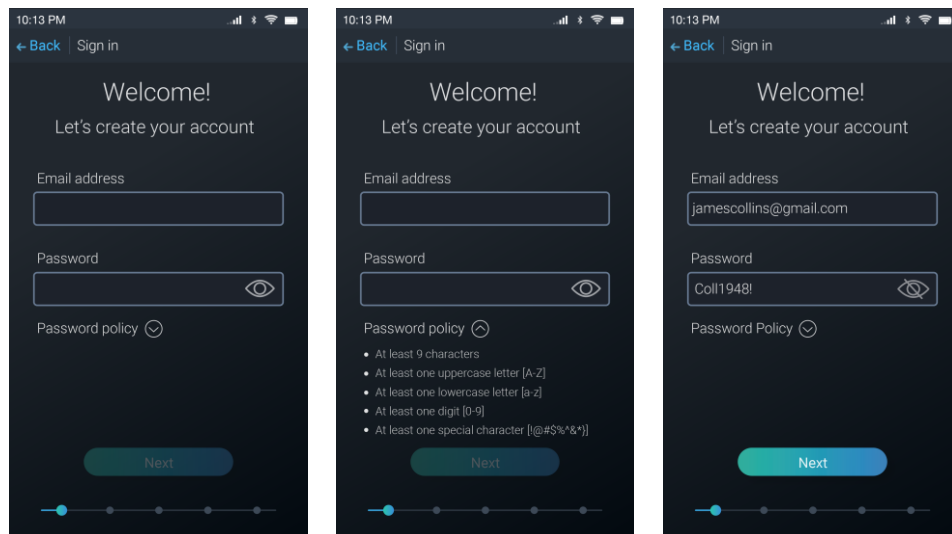 10:13 PM
← Back Sign in
Welcome!
Let's create your account
Email address
Password
Password policy
Next
10:13 PM
← Back Sign in
Welcome!
Let's create your account
Email address
Password
Password policy
• At least 9 characters
• At least one uppercase letter [A-Z]
• At least one lowercase letter [a-z]
• At least one digit [0-9]
• At least one special character [!@#$%^&*}]
Next
10:13 PM
← Back Sign in
Welcome!
Let's create your account
Email address
jamescollins@gmail.com
Password
Coll1948!
Password Policy
Next